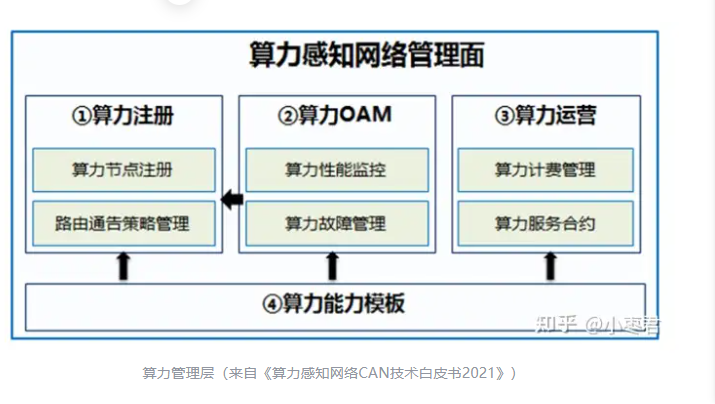 算力感知网络管理面
①算力注册
算力节点注册
路由通告策略管理
②算力OAM
算力性能监控
算力故障管理
③算力运营
算力计费管理
算力服务合约
④算力能力模板
知乎 @小枣君
算力管理层（来自《算力感知网络CAN技术白皮书2021》）